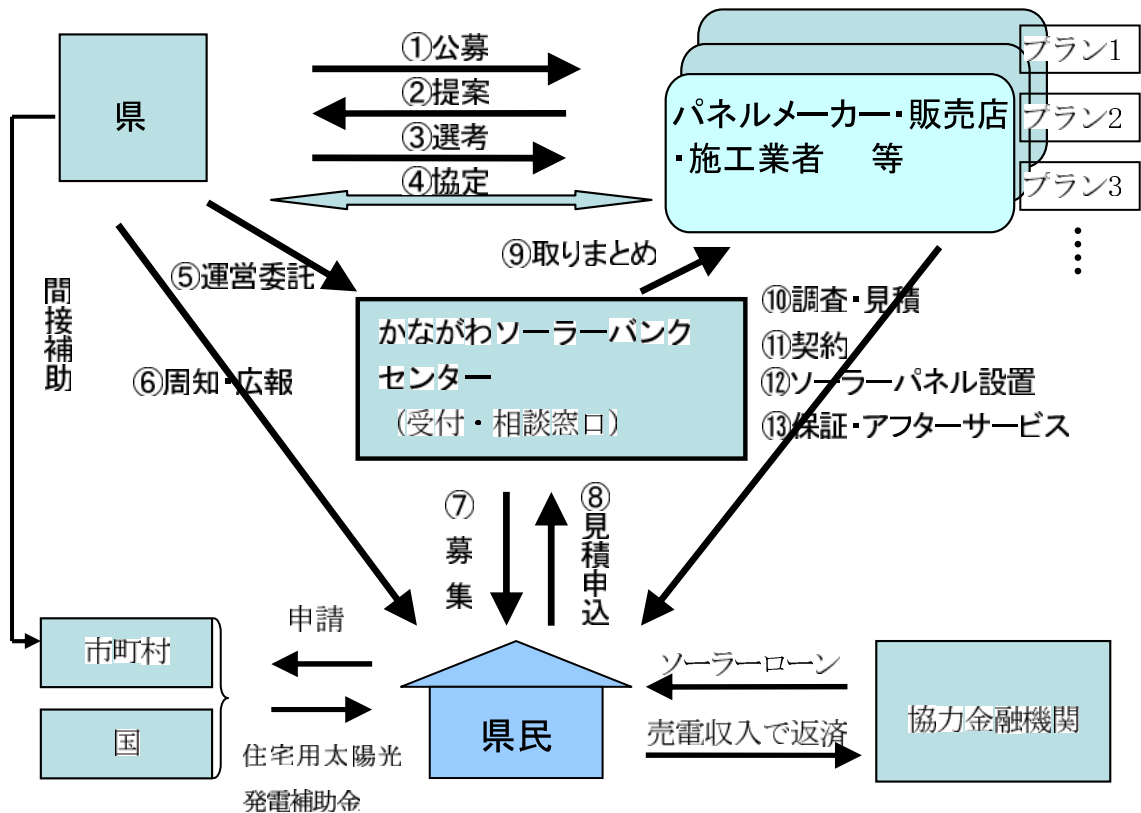 県
①公募
②提案
③選考
④協定
パネルメーカー・販売店
・施工業者 等
プラン1
プラン2
プラン3
⋮
⑤運営委託
⑨取りまとめ
間接補助
⑥周知・広報
かながわソーラーバンク
センター
(受付・相談窓口)
⑩調査・見積
⑪契約
⑫ソーラーパネル設置
⑬保証・アフターサービス
⑦募集
⑧見積申込
市町村
国
申請
住宅用太陽光
発電補助金
県民
ソーラーローン
売電収入で返済
協力金融機関